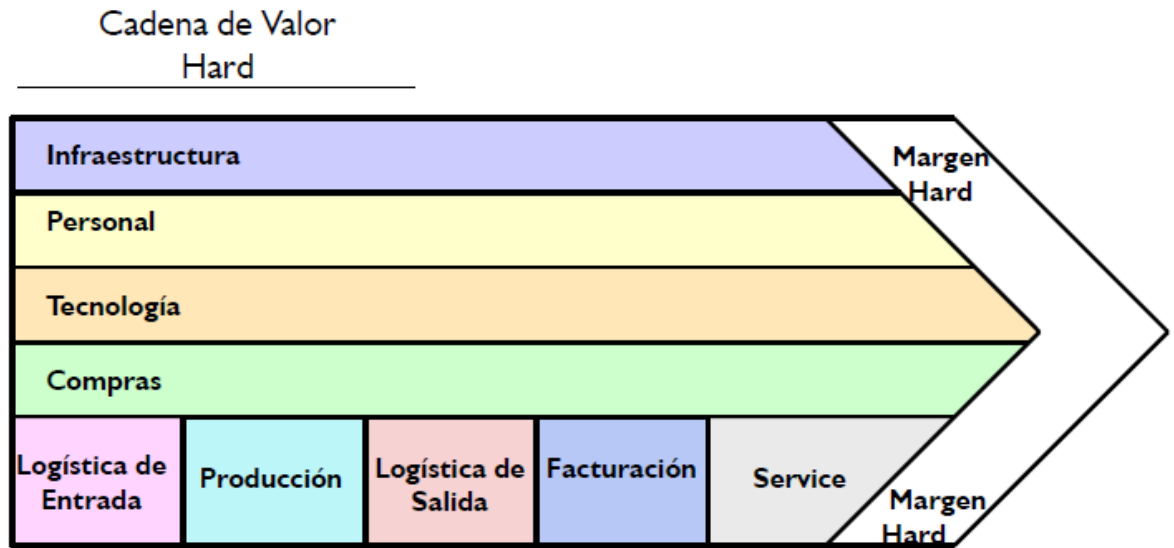 Cadena de Valor
Hard
Infraestructura
Margen
Hard
Personal
Tecnología
Compras
Logística de
Entrada
Producción
Logística de
Salida
Facturación
Service
Margen
Hard